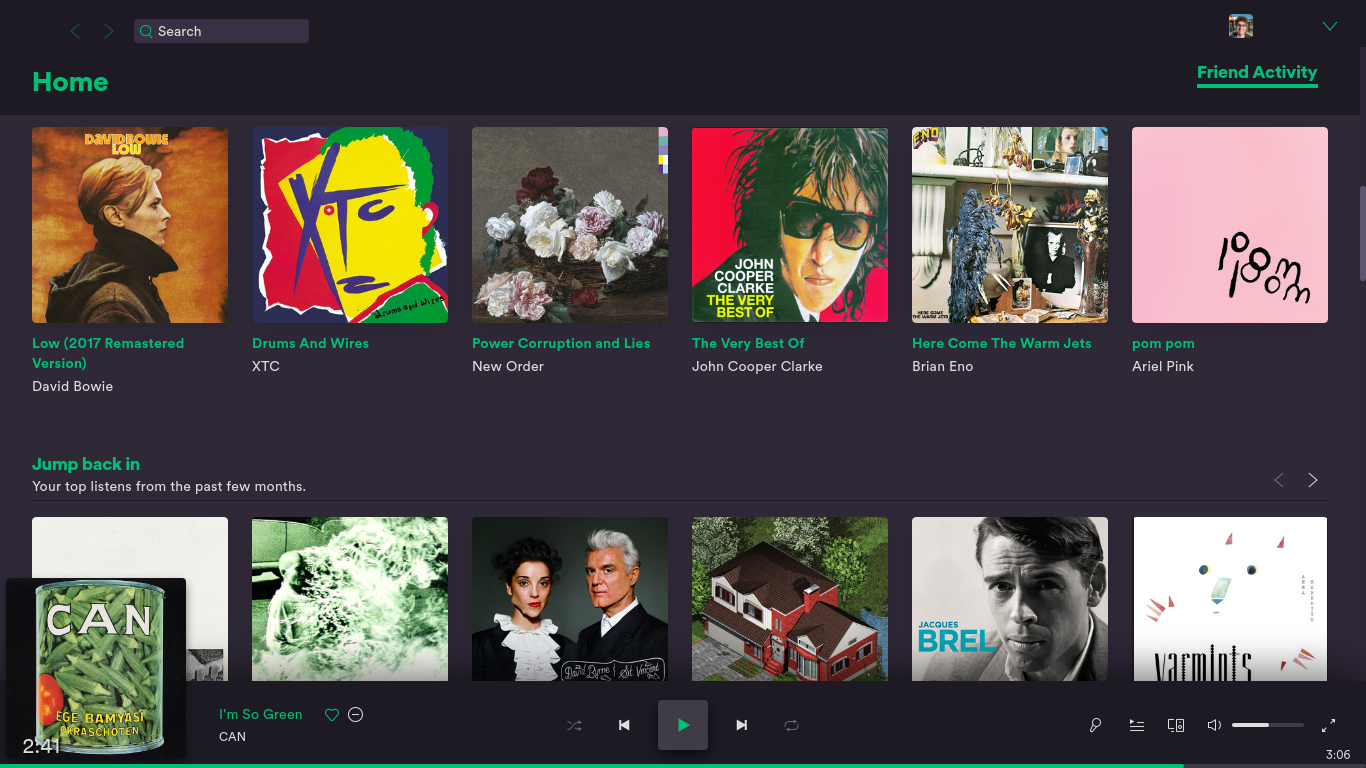 Search
Home
Friend Activity
DAVID BOWIE
LOW
XTC
drums and wires
JOHN
COOPER
CLARKE
THE VERY
BEST OF
ENO
HERE COME
THE WARM JETS
pom
pom
Low (2017 Remastered
Version)
David Bowie
Drums And Wires
XTC
Power Corruption and Lies
New Order
The Very Best Of
John Cooper Clarke
Here Come The Warm Jets
Brian Eno
pom pom
Ariel Pink
Jump back in
Your top listens from the past few months.
David Byrne & St. Vincent
JACQUES
BREL
ANNA
MEREDITH
varmints
CAN
EGE BAMYASI
OKRASCHOTEN
2:41
I'm So Green
CAN
3:06